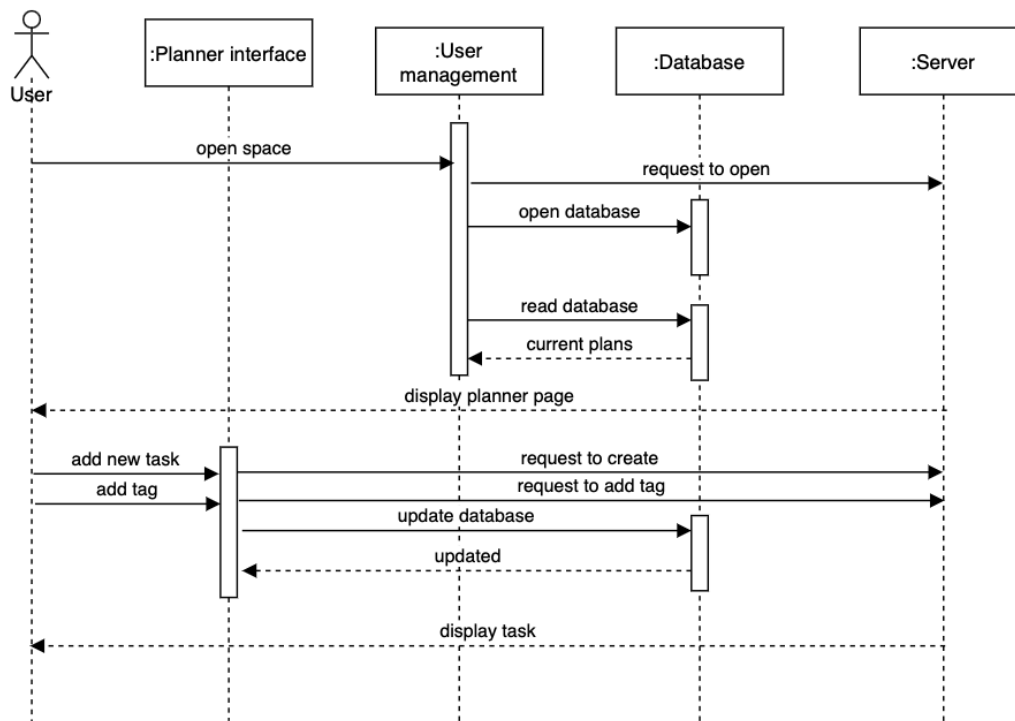 User
:Planner interface
:User
management
:Database
:Server
open space
request to open
open database
read database
current plans
display planner page
add new task
request to create
add tag
request to add tag
update database
updated
display task